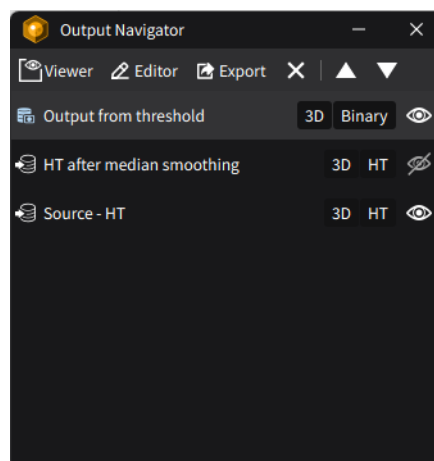 Output Navigator
Viewer Editor Export
Output from threshold 3D Binary
HT after median smoothing 3D HT
Source - HT 3D HT